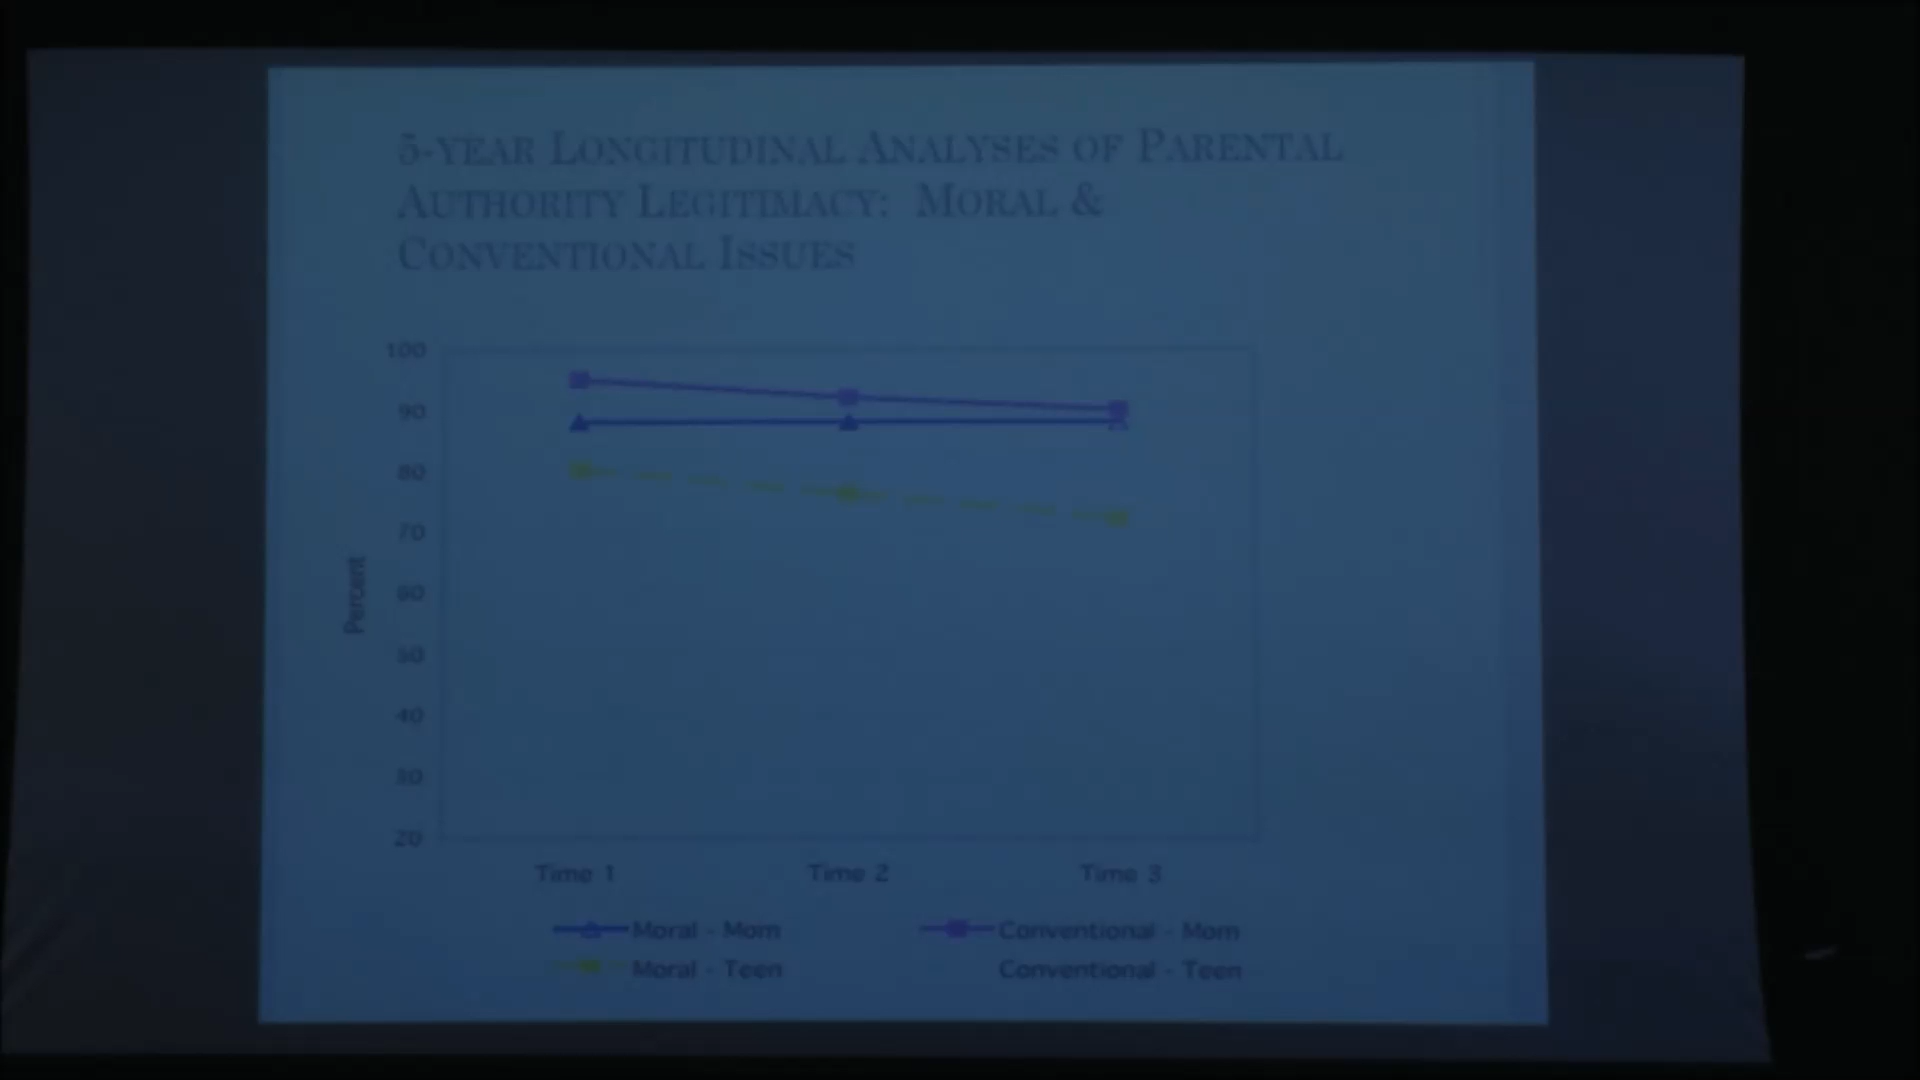 5-YEAR LONGITUDINAL ANALYSES OF PARENTAL
AUTHORITY LEGITIMACY: MORAL &
CONVENTIONAL ISSUES
100
90
80
70
60
50
40
30
20
Percent
Time 1 Time 2 Time 3
Moral - Mom Conventional - Mom
Moral - Teen Conventional - Teen